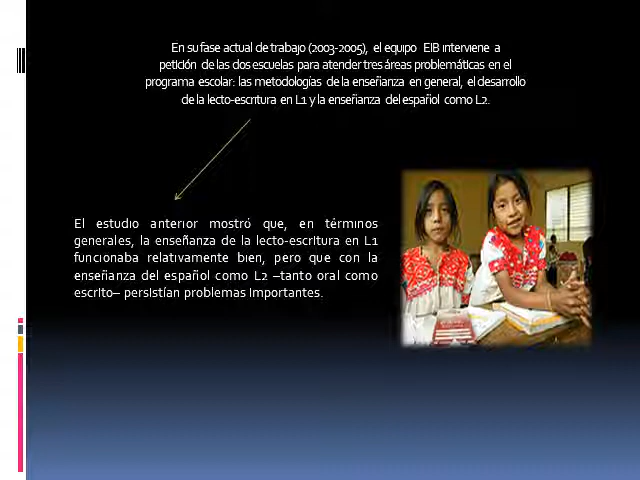 En su fase actual de trabajo (2003-2005), el equipo EIB interviene a
petición de las dos escuelas para atender tres áreas problemáticas en el
programa escolar: las metodologías de la enseñanza en general, el desarrollo
de la lecto-escritura en L1 y la enseñanza del español como L2.
El estudio anterior mostró que, en términos
generales, la enseñanza de la lecto-escritura en L1
funcionaba relativamente bien, pero que con la
enseñanza del español como L2 –tanto oral como
escrito– persistían problemas importantes.